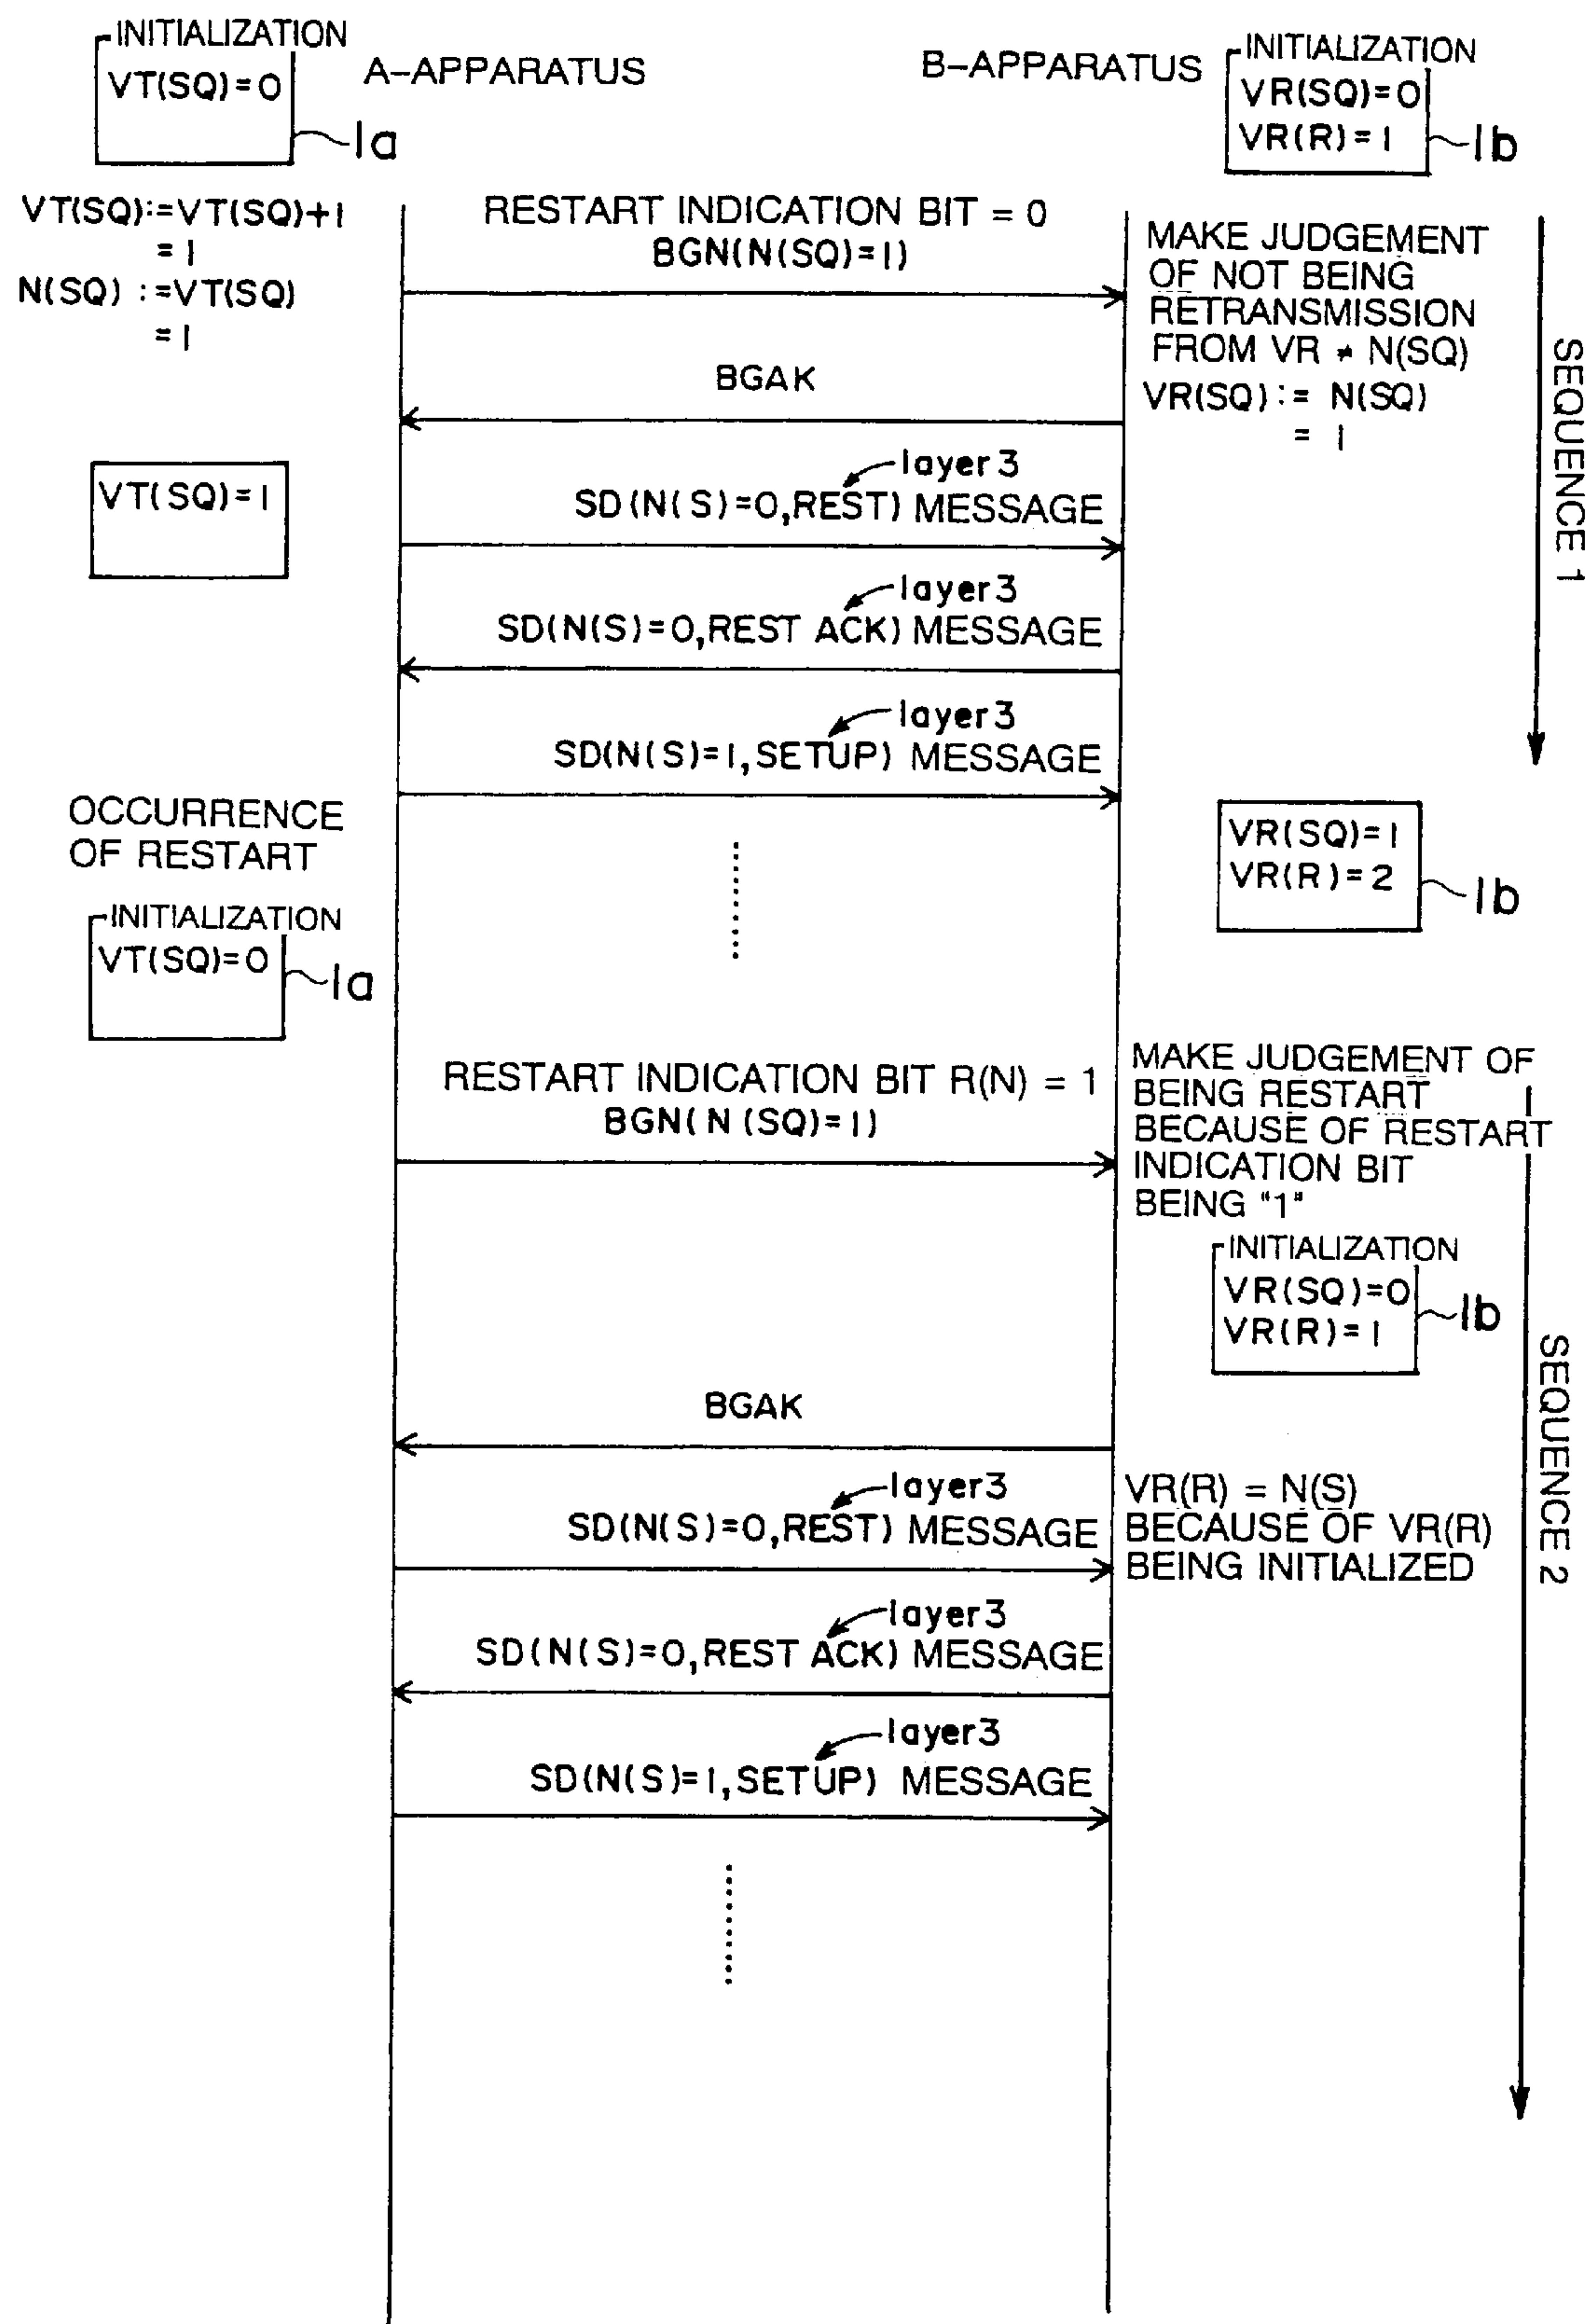 INITIALIZATION
VT(SQ)=0
1a
A-APPARATUS
B-APPARATUS
INITIALIZATION
VR(SQ)=0
VR(R)=1
1b
VT(SQ):=VT(SQ)+1
=1
N(SQ):=VT(SQ)
=1
RESTART INDICATION BIT = 0
BGN(N(SQ)=1)
MAKE JUDGEMENT
OF NOT BEING
RETRANSMISSION
FROM VR ≠ N(SQ)
VR(SQ):= N(SQ)
= 1
SEQUENCE 1
BGAK
VT(SQ)=1
layer3
SD(N(S)=0,REST) MESSAGE
layer3
SD(N(S)=0,REST ACK) MESSAGE
layer3
SD(N(S)=1,SETUP) MESSAGE
OCCURRENCE
OF RESTART
INITIALIZATION
VT(SQ)=0
1a
VR(SQ)=1
VR(R)=2
1b
RESTART INDICATION BIT R(N) = 1
BGN(N(SQ)=1)
MAKE JUDGEMENT OF
BEING RESTART
BECAUSE OF RESTART
INDICATION BIT
BEING "1"
INITIALIZATION
VR(SQ)=0
VR(R)=1
1b
SEQUENCE 2
BGAK
layer3
SD(N(S)=0,REST) MESSAGE
VR(R) = N(S)
BECAUSE OF VR(R)
BEING INITIALIZED
layer3
SD(N(S)=0,REST ACK) MESSAGE
layer3
SD(N(S)=1,SETUP) MESSAGE